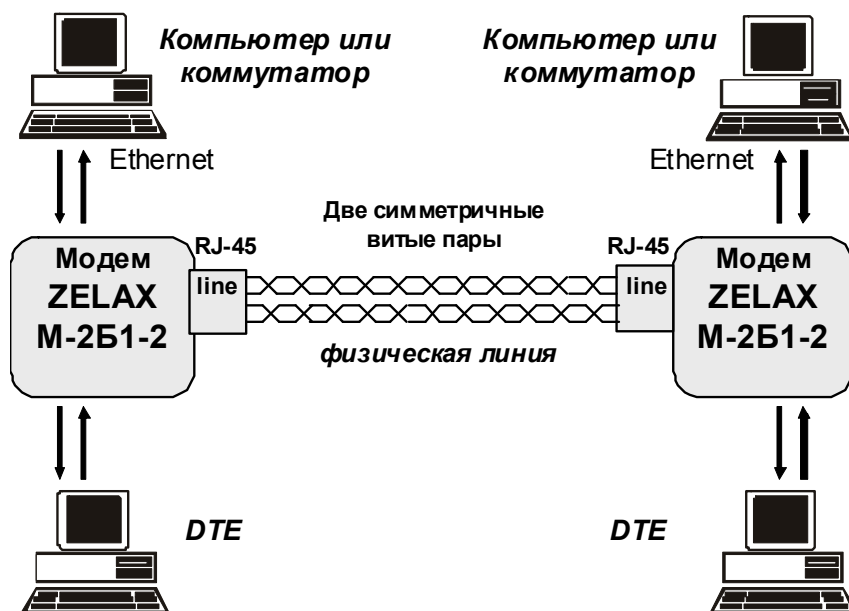 Компьютер или
коммутатор
Компьютер или
коммутатор
Ethernet
Ethernet
Две симметричные
витые пары
RJ-45
RJ-45
Модем
ZELAX
М-2Б1-2
line
line
Модем
ZELAX
М-2Б1-2
физическая линия
DTE
DTE